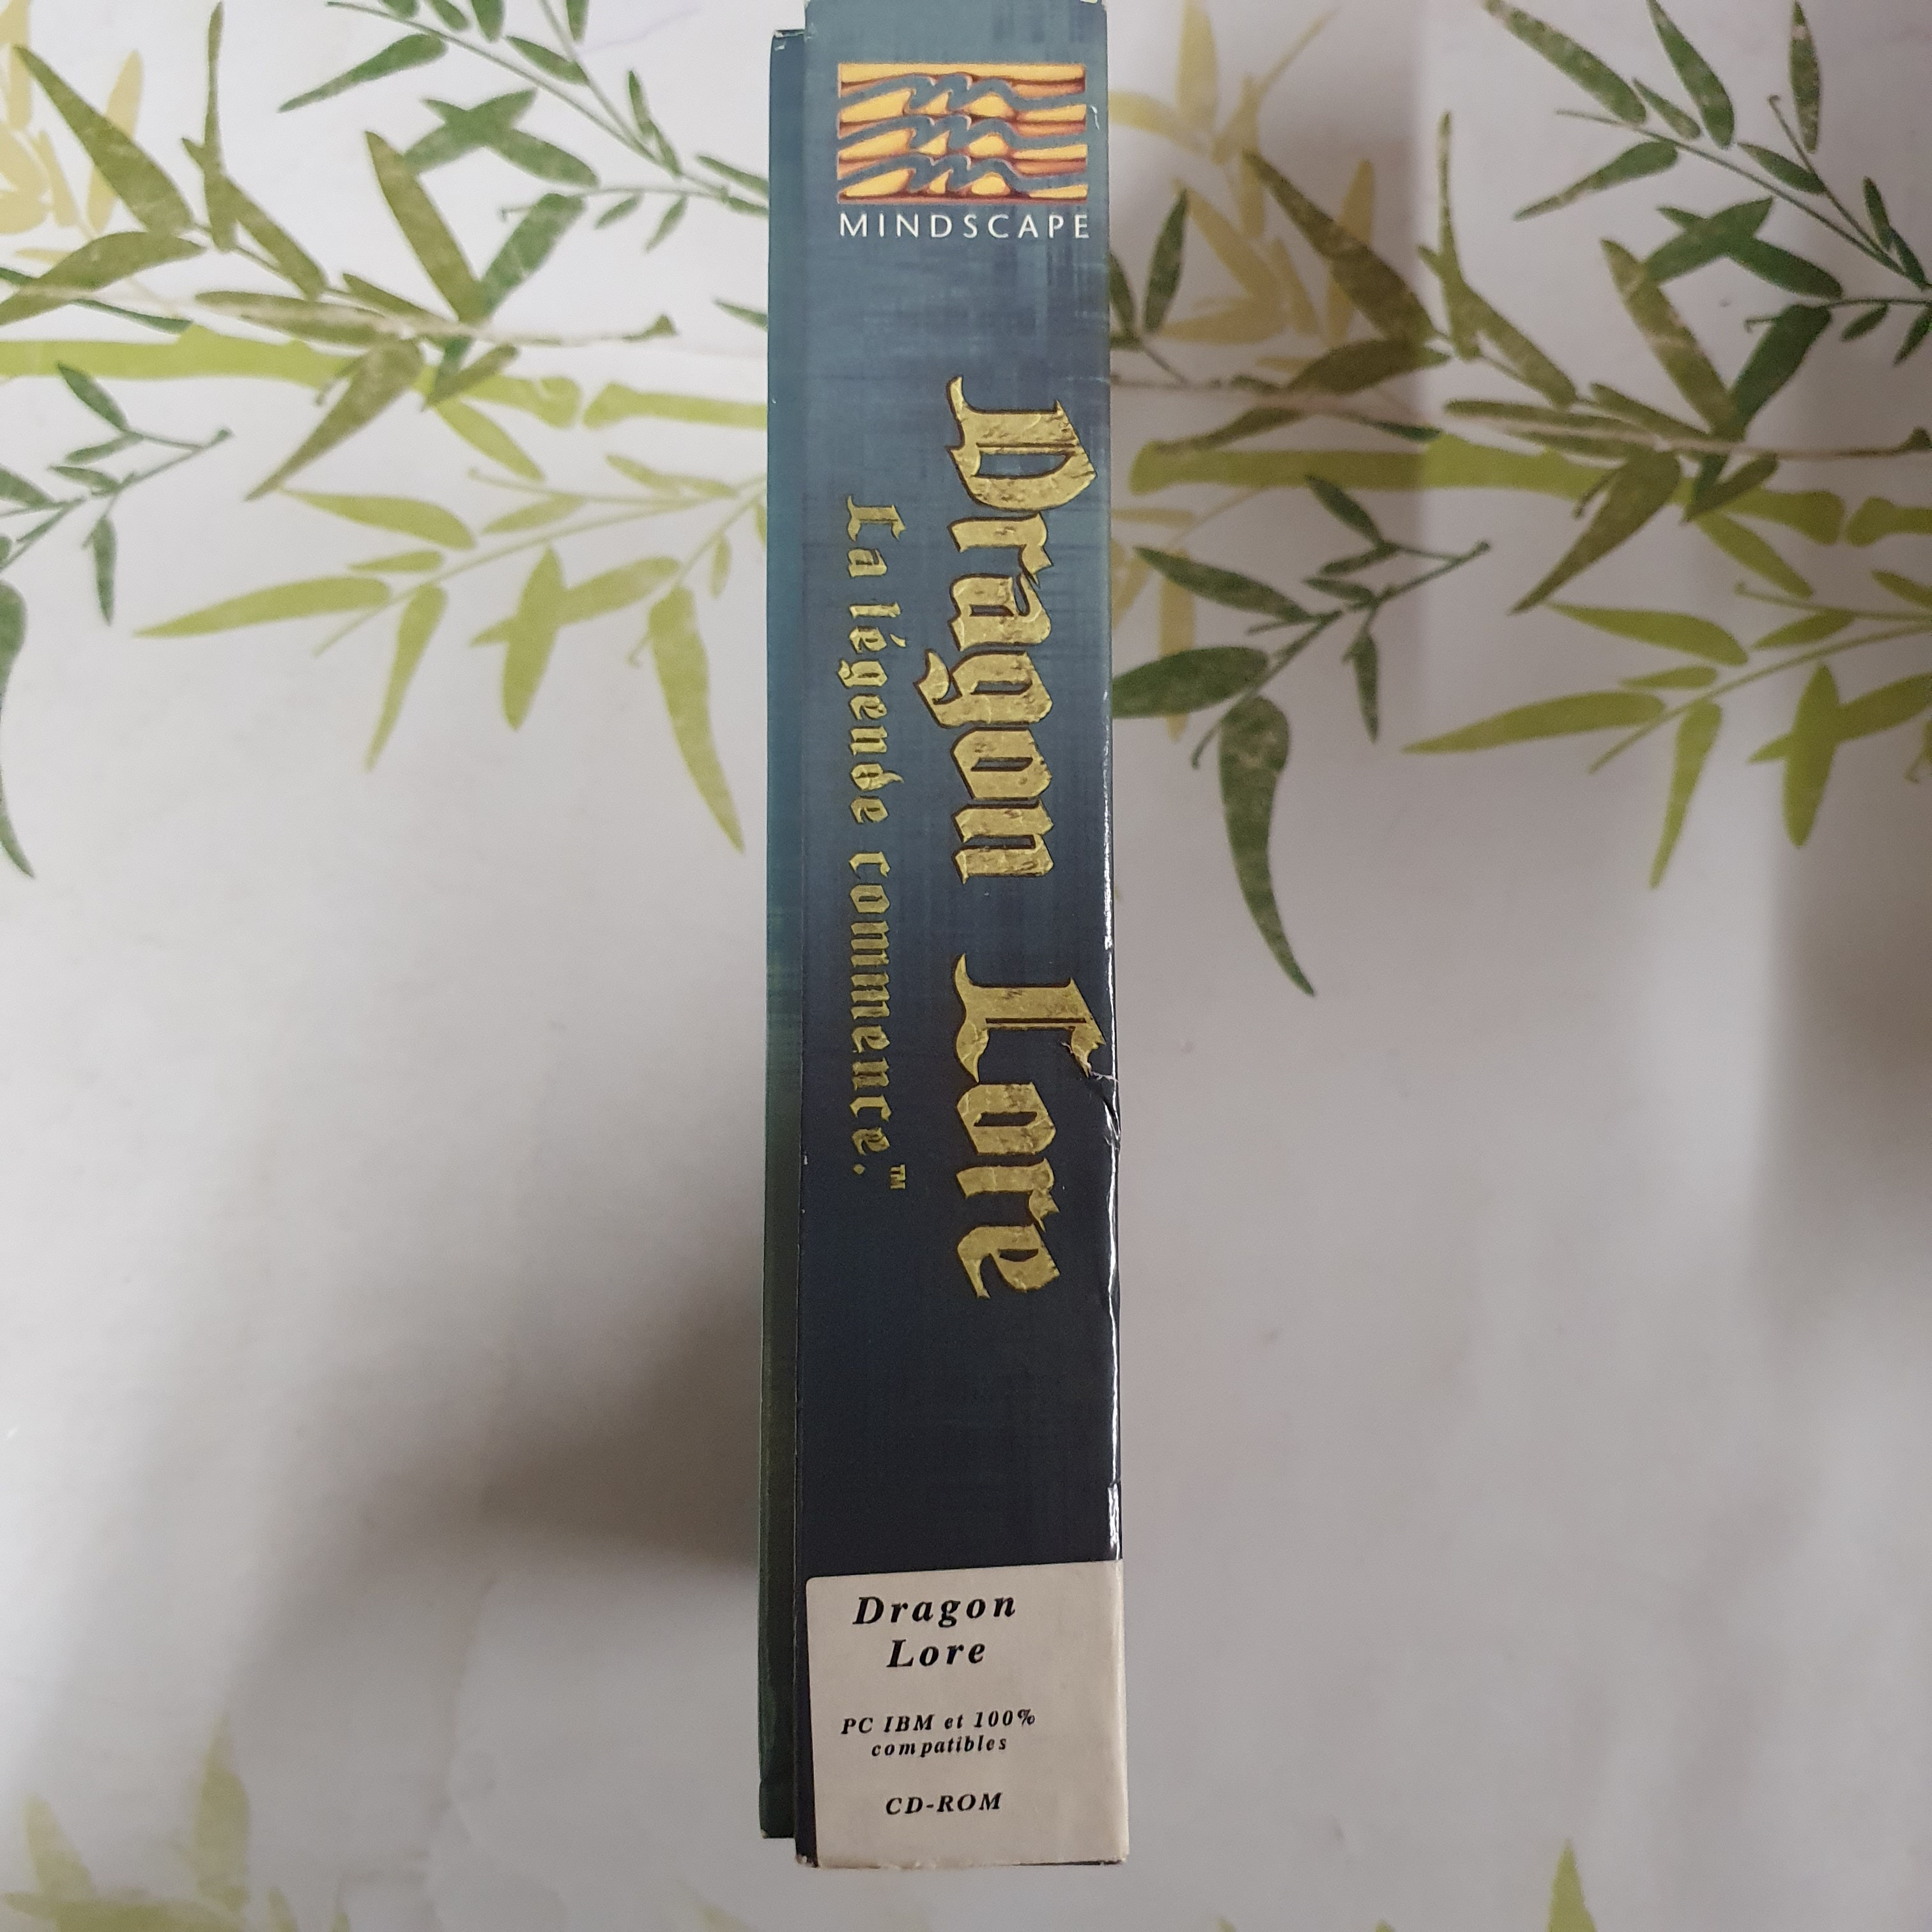 MINDSCAPE
Dragon Lore
La légende commence.™
Dragon
Lore
PC IBM et 100%
compatibles
CD-ROM